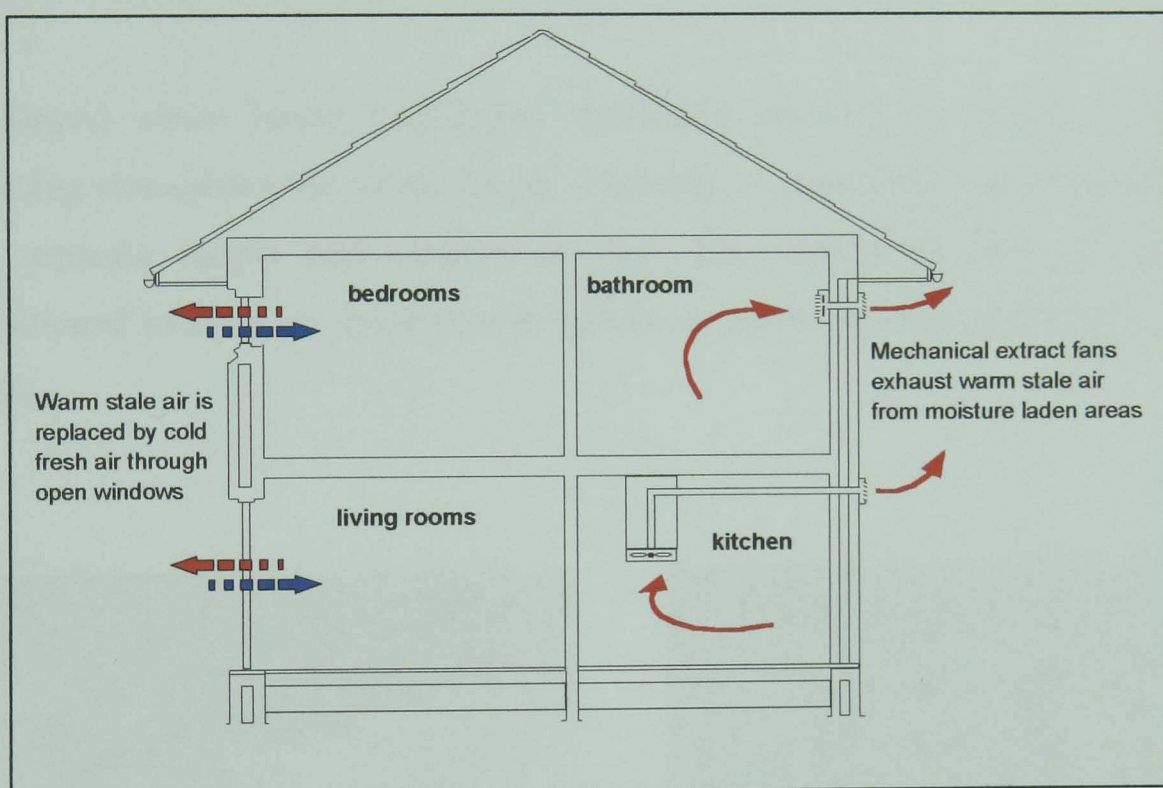 bedrooms
bathroom
Warm stale air is
replaced by cold
fresh air through
open windows
Mechanical extract fans
exhaust warm stale air
from moisture laden areas
living rooms
kitchen